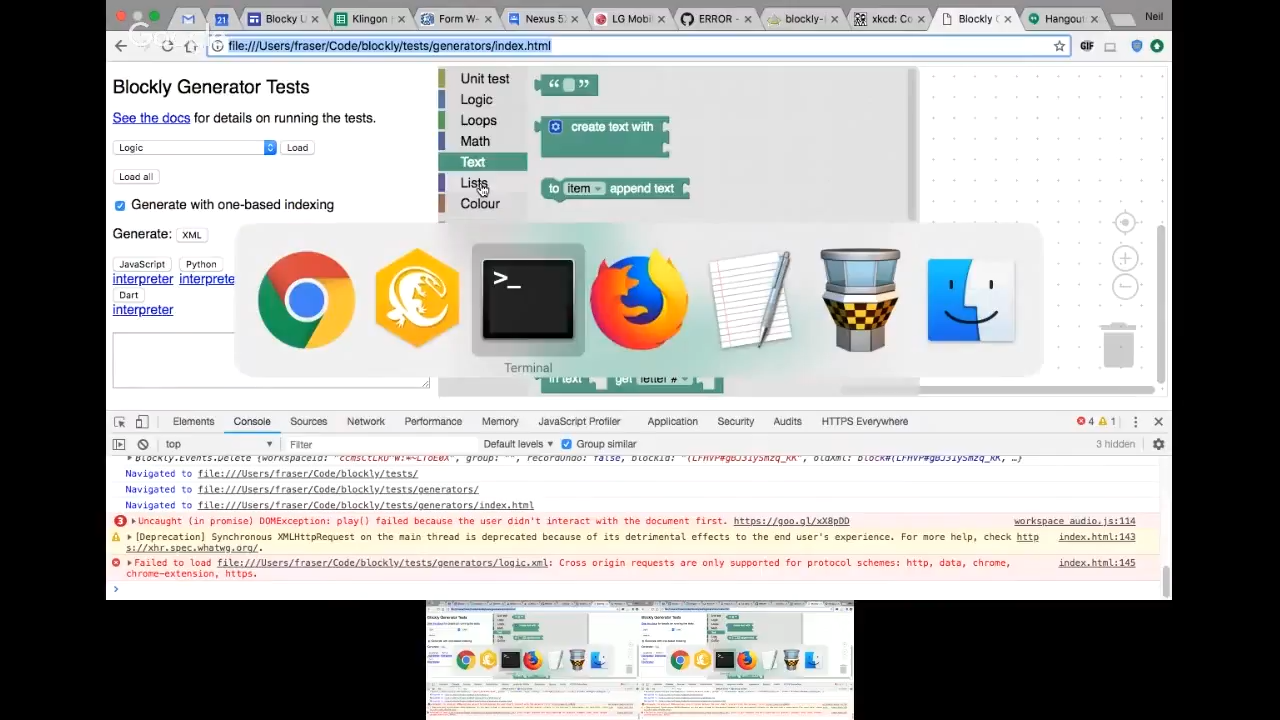 21
Blocky
Klingon
Form W-
Nexus 5
LG Mobil
ERROR -
blockly-
xkcd: Co
Blockly
Hangout
Neil
file:///Users/fraser/Code/blockly/tests/generators/index.html
GIF
Blockly Generator Tests
See the docs for details on running the tests.
Logic
Load
Load all
Generate with one-based indexing
Generate:
XML
JavaScript
Python
interpreter
interprete
Dart
interpreter
Unit test
Logic
Loops
Math
Text
Lists
Colour
“ ”
create text with
to item append text
>_
Terminal
in text
get letter #
Elements
Console
Sources
Network
Performance
Memory
JavaScript Profiler
Application
Security
Audits
HTTPS Everywhere
4
1
top
Filter
Default levels
Group similar
3 hidden
Navigated to file:///Users/fraser/Code/blockly/tests/
Navigated to file:///Users/fraser/Code/blockly/tests/generators/
Navigated to file:///Users/fraser/Code/blockly/tests/generators/index.html
3 Uncaught (in promise) DOMException: play() failed because the user didn't interact with the document first. https://goo.gl/xX8pDD workspace_audio.js:114
[Deprecation] Synchronous XMLHttpRequest on the main thread is deprecated because of its detrimental effects to the end user's experience. For more help, check http index.html:143
s://xhr.spec.whatwg.org/.
Failed to load file:///Users/fraser/Code/blockly/tests/generators/logic.xml: Cross origin requests are only supported for protocol schemes: http, data, chrome, index.html:145
chrome-extension, https.